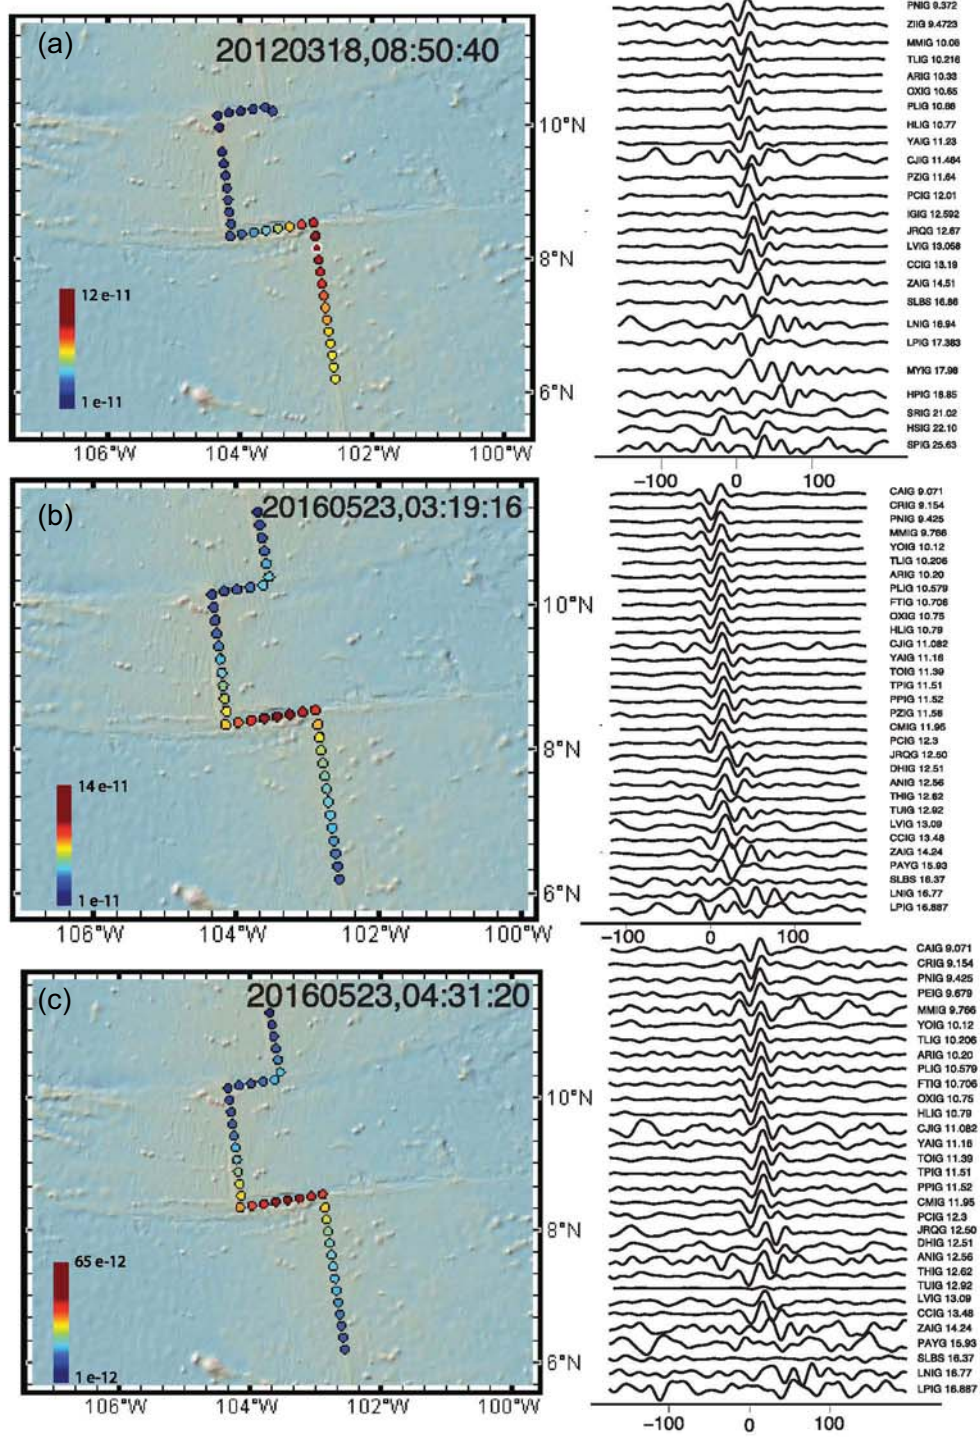 (a)
20120318,08:50:40
10°N
8°N
6°N
12 e-11
1 e-11
106°W 104°W 102°W 100°W
PNIG 9.372
ZIIG 9.4723
MMIG 10.08
TLIG 10.216
ARIG 10.33
OXIG 10.65
PLIG 10.86
HLIG 10.77
YAIG 11.23
CJIG 11.464
PZIG 11.64
PCIG 12.01
IGIG 12.592
JRQG 12.67
LVIG 13.058
CCIG 13.19
ZAIG 14.51
SLBS 16.86
LNIG 16.94
LPIG 17.383
MYIG 17.98
HPIG 18.85
SRIG 21.02
HSIG 22.10
SPIG 25.63
-100 0 100
(b)
20160523,03:19:16
10°N
8°N
6°N
14 e-11
1 e-11
106°W 104°W 102°W 100°W
CAIG 9.071
CRIG 9.154
PNIG 9.425
MMIG 9.766
YOIG 10.12
TLIG 10.206
ARIG 10.20
PLIG 10.579
FTIG 10.706
OXIG 10.75
HLIG 10.79
CJIG 11.082
YAIG 11.16
TOIG 11.39
TPIG 11.51
PPIG 11.52
PZIG 11.58
CMIG 11.95
PCIG 12.3
JRQG 12.50
DHIG 12.51
ANIG 12.56
THIG 12.62
TUIG 12.92
LVIG 13.09
CCIG 13.48
ZAIG 14.24
PAYG 15.93
SLBS 16.37
LNIG 16.77
LPIG 16.887
-100 0 100
(c)
20160523,04:31:20
10°N
8°N
6°N
65 e-12
1 e-12
106°W 104°W 102°W 100°W
CAIG 9.071
CRIG 9.154
PNIG 9.425
PEIG 9.679
MMIG 9.766
YOIG 10.12
TLIG 10.206
ARIG 10.20
PLIG 10.579
FTIG 10.706
OXIG 10.75
HLIG 10.79
CJIG 11.082
YAIG 11.16
TOIG 11.39
TPIG 11.51
PPIG 11.52
CMIG 11.95
PCIG 12.3
JRQG 12.50
DHIG 12.51
ANIG 12.56
THIG 12.62
TUIG 12.92
LVIG 13.09
CCIG 13.48
ZAIG 14.24
PAYG 15.93
SLBS 16.37
LNIG 16.77
LPIG 16.887
-100 0 100